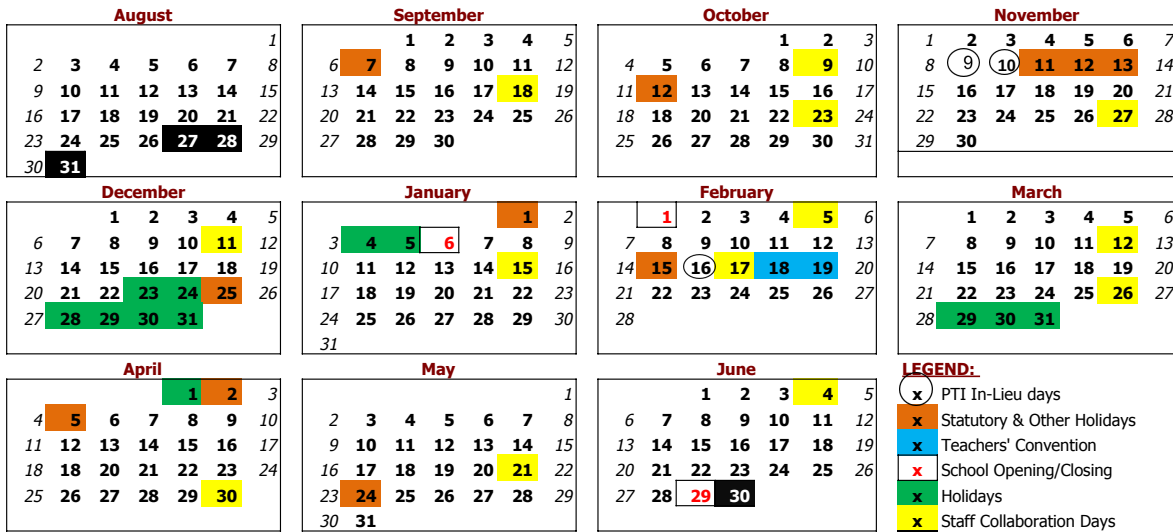 August
1
2 3 4 5 6 7 8
9 10 11 12 13 14 15
16 17 18 19 20 21 22
23 24 25 26 27 28 29
30 31
September
1 2 3 4 5
6 7 8 9 10 11 12
13 14 15 16 17 18 19
20 21 22 23 24 25 26
27 28 29 30
October
1 2 3
4 5 6 7 8 9 10
11 12 13 14 15 16 17
18 19 20 21 22 23 24
25 26 27 28 29 30 31
November
1 2 3 4 5 6 7
8 9 10 11 12 13 14
15 16 17 18 19 20 21
22 23 24 25 26 27 28
29 30
December
1 2 3 4 5
6 7 8 9 10 11 12
13 14 15 16 17 18 19
20 21 22 23 24 25 26
27 28 29 30 31
January
1 2
3 4 5 6 7 8 9
10 11 12 13 14 15 16
17 18 19 20 21 22 23
24 25 26 27 28 29 30
31
February
1 2 3 4 5 6
7 8 9 10 11 12 13
14 15 16 17 18 19 20
21 22 23 24 25 26 27
28
March
1 2 3 4 5 6
7 8 9 10 11 12 13
14 15 16 17 18 19 20
21 22 23 24 25 26 27
28 29 30 31
April
1 2 3
4 5 6 7 8 9 10
11 12 13 14 15 16 17
18 19 20 21 22 23 24
25 26 27 28 29 30
May
1
2 3 4 5 6 7 8
9 10 11 12 13 14 15
16 17 18 19 20 21 22
23 24 25 26 27 28 29
30 31
June
1 2 3 4 5
6 7 8 9 10 11 12
13 14 15 16 17 18 19
20 21 22 23 24 25 26
27 28 29 30
LEGEND:
x PTI In-Lieu days
x Statutory & Other Holidays
x Teachers' Convention
x School Opening/Closing
x Holidays
x Staff Collaboration Days